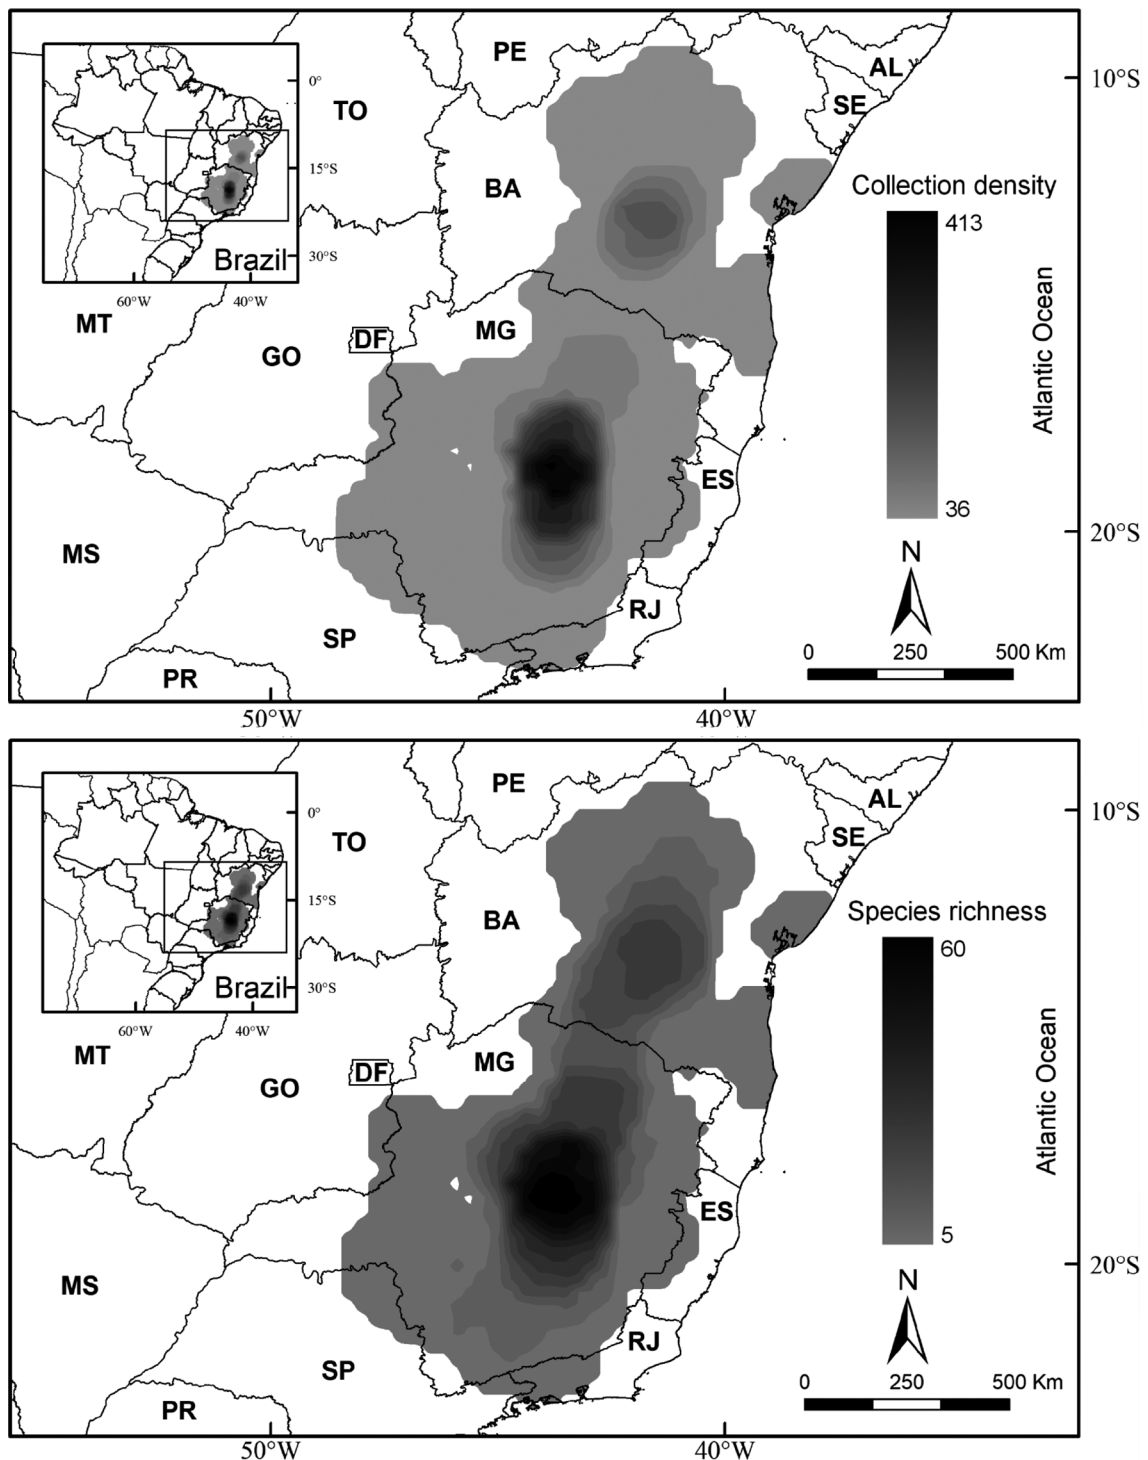 PE
AL
10°S
0°
TO
SE
15°S
BA
Collection density
413
Brazil
30°S
60°W
40°W
MT
DF
MG
GO
Atlantic Ocean
ES
36
20°S
MS
N
RJ
SP
0 250 500 Km
PR
50°W 40°W
PE
AL
10°S
0°
TO
SE
15°S
BA
Species richness
60
Brazil
30°S
60°W
40°W
MT
DF
MG
GO
Atlantic Ocean
ES
5
20°S
MS
N
RJ
SP
0 250 500 Km
PR
50°W 40°W